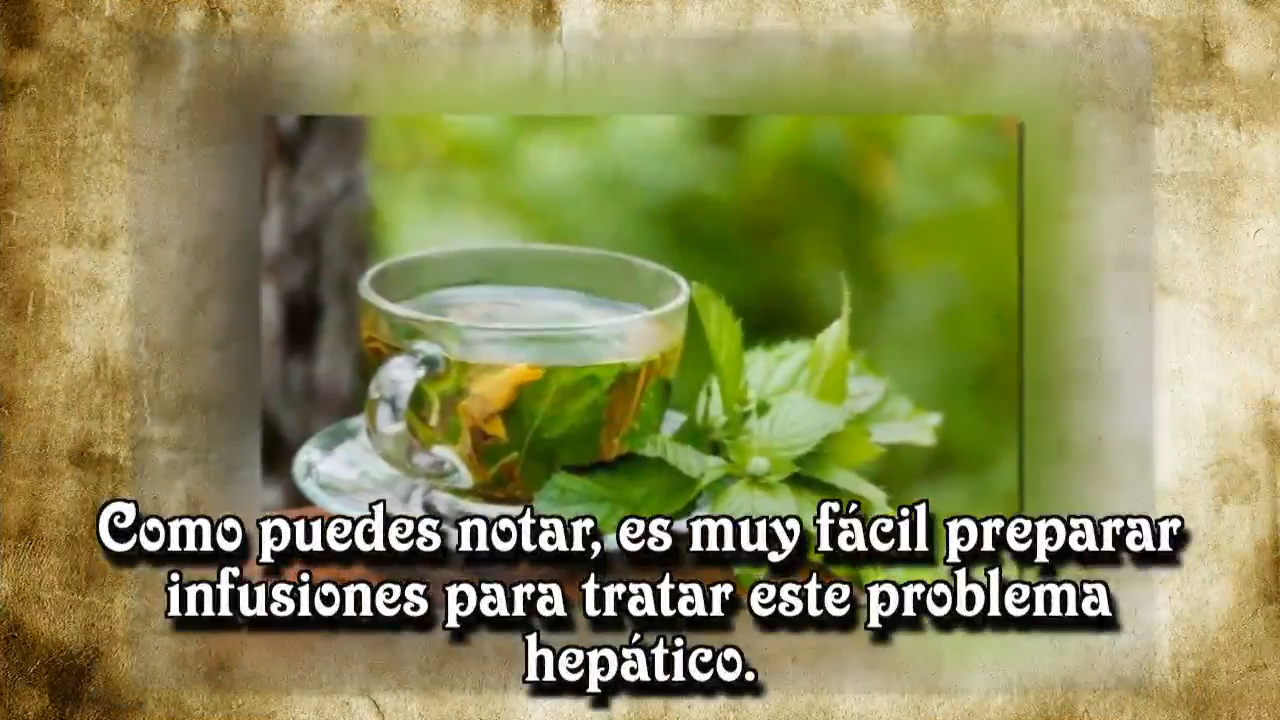 Como puedes notar, es muy fácil preparar
infusiones para tratar este problema
hepático.